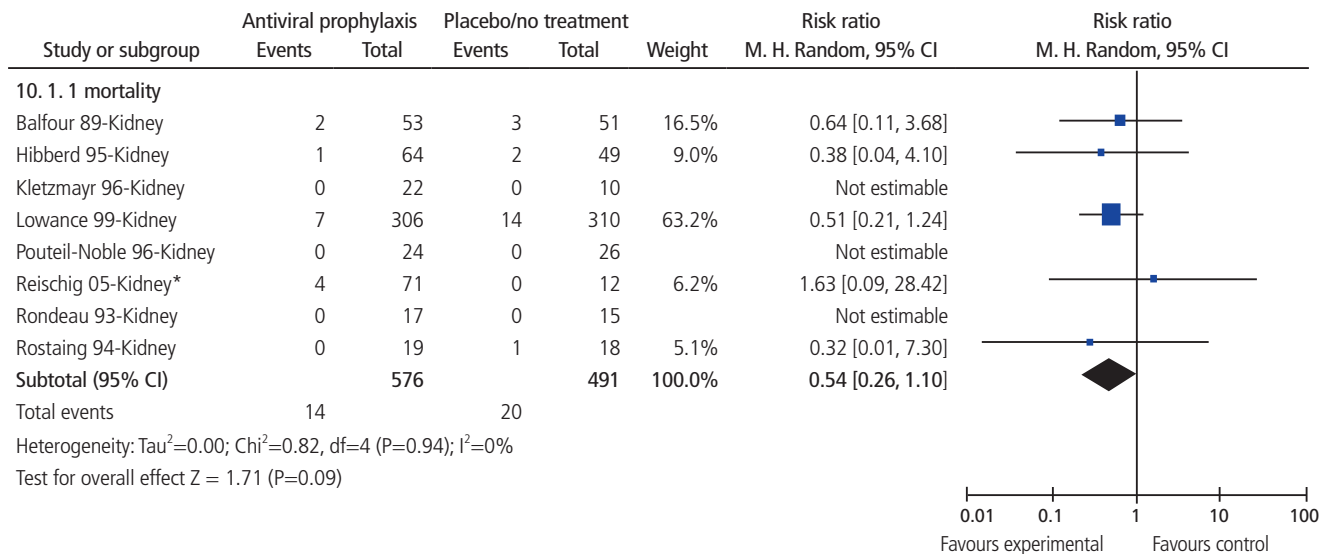 Antiviral prophylaxis Placebo/no treatment Risk ratio Risk ratio
Study or subgroup Events Total Events Total Weight M. H. Random, 95% CI M. H. Random, 95% CI
10. 1. 1 mortality
Balfour 89-Kidney 2 53 3 51 16.5% 0.64 [0.11, 3.68]
Hibberd 95-Kidney 1 64 2 49 9.0% 0.38 [0.04, 4.10]
Kletzmayr 96-Kidney 0 22 0 10 Not estimable
Lowance 99-Kidney 7 306 14 310 63.2% 0.51 [0.21, 1.24]
Pouteil-Noble 96-Kidney 0 24 0 26 Not estimable
Reischig 05-Kidney* 4 71 0 12 6.2% 1.63 [0.09, 28.42]
Rondeau 93-Kidney 0 17 0 15 Not estimable
Rostaing 94-Kidney 0 19 1 18 5.1% 0.32 [0.01, 7.30]
Subtotal (95% CI) 576 491 100.0% 0.54 [0.26, 1.10]
Total events 14 20
Heterogeneity: Tau²=0.00; Chi²=0.82, df=4 (P=0.94); I²=0%
Test for overall effect Z = 1.71 (P=0.09)
0.01 0.1 1 10 100
Favours experimental Favours control